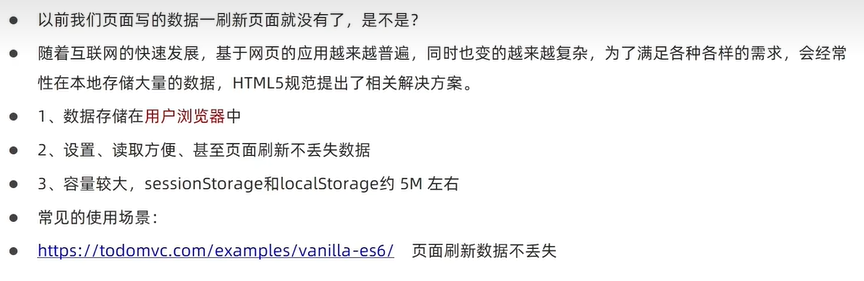 以前我们页面写的数据一刷新页面就没有了，是不是？
随着互联网的快速发展，基于网页的应用越来越普遍，同时也变的越来越复杂，为了满足各种各样的需求，会经常
性在本地存储大量的数据，HTML5规范提出了相关解决方案。
1、数据存储在用户浏览器中
2、设置、读取方便、甚至页面刷新不丢失数据
3、容量较大，sessionStorage和localStorage约 5M 左右
常见的使用场景：
https://todomvc.com/examples/vanilla-es6/ 页面刷新数据不丢失